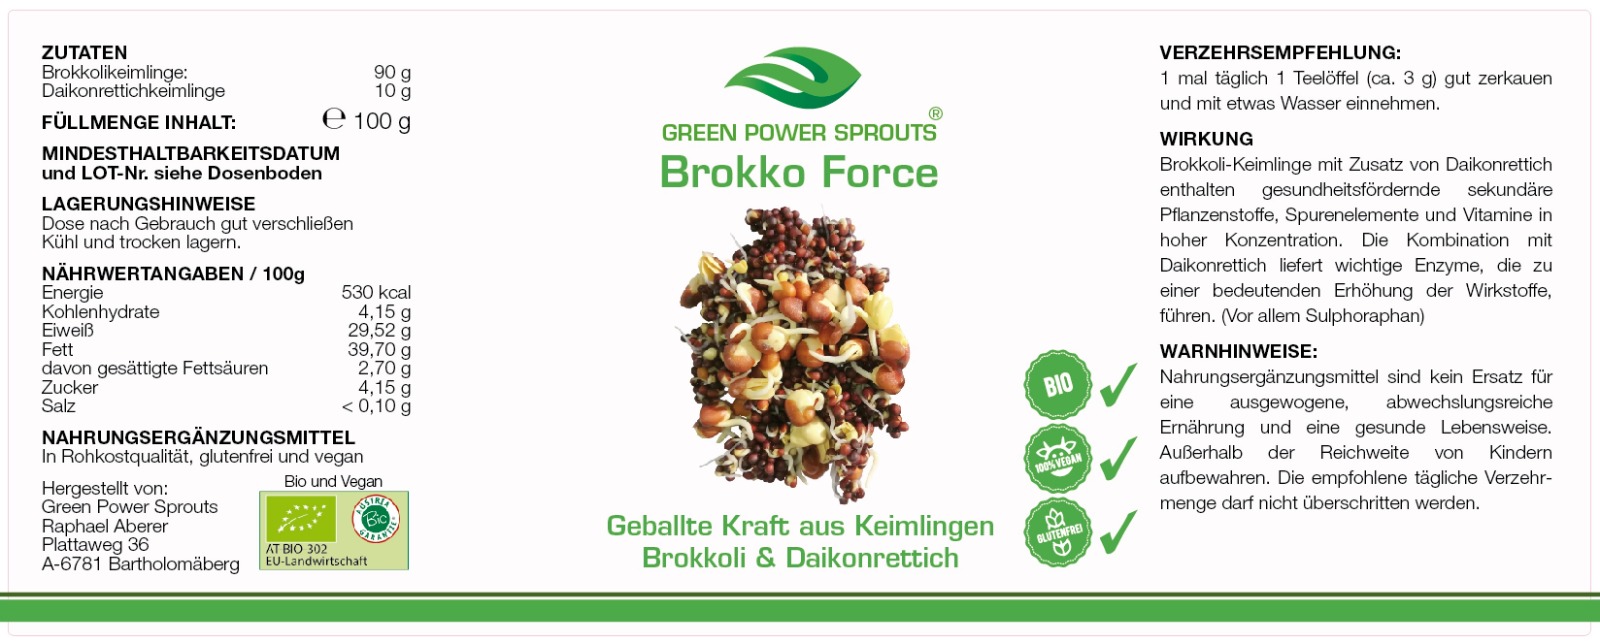 ZUTATEN
Brokkolikeimlinge: 90 g
Daikonrettichkeimlinge 10 g
FÜLLMENGE INHALT: ℮ 100 g
MINDESTHALTBARKEITSDATUM
und LOT-Nr. siehe Dosenboden
LAGERUNGSHINWEISE
Dose nach Gebrauch gut verschließen
Kühl und trocken lagern.
NÄHRWERTANGABEN / 100g
Energie 530 kcal
Kohlenhydrate 4,15 g
Eiweiß 29,52 g
Fett 39,70 g
davon gesättigte Fettsäuren 2,70 g
Zucker 4,15 g
Salz < 0,10 g
NAHRUNGSERGÄNZUNGSMITTEL
In Rohkostqualität, glutenfrei und vegan
Hergestellt von:
Green Power Sprouts
Raphael Aberer
Plattaweg 36
A-6781 Bartholomäberg
Bio und Vegan
AUSTRIA
Bio
GARANTIE
AT BIO-302
EU-Landwirtschaft
GREEN POWER SPROUTS®
Brokko Force
Geballte Kraft aus Keimlingen
Brokkoli & Daikonrettich
BIO
100% VEGAN
GLUTENFREI
VERZEHRSEMPFEHLUNG:
1 mal täglich 1 Teelöffel (ca. 3 g) gut zerkauen
und mit etwas Wasser einnehmen.
WIRKUNG
Brokkoli-Keimlinge mit Zusatz von Daikonrettich
enthalten gesundheitsfördernde sekundäre
Pflanzenstoffe, Spurenelemente und Vitamine in
hoher Konzentration. Die Kombination mit
Daikonrettich liefert wichtige Enzyme, die zu
einer bedeutenden Erhöhung der Wirkstoffe,
führen. (Vor allem Sulphoraphan)
WARNHINWEISE:
Nahrungsergänzungsmittel sind kein Ersatz für
eine ausgewogene, abwechslungsreiche
Ernährung und eine gesunde Lebensweise.
Außerhalb der Reichweite von Kindern
aufbewahren. Die empfohlene tägliche Verzehr-
menge darf nicht überschritten werden.